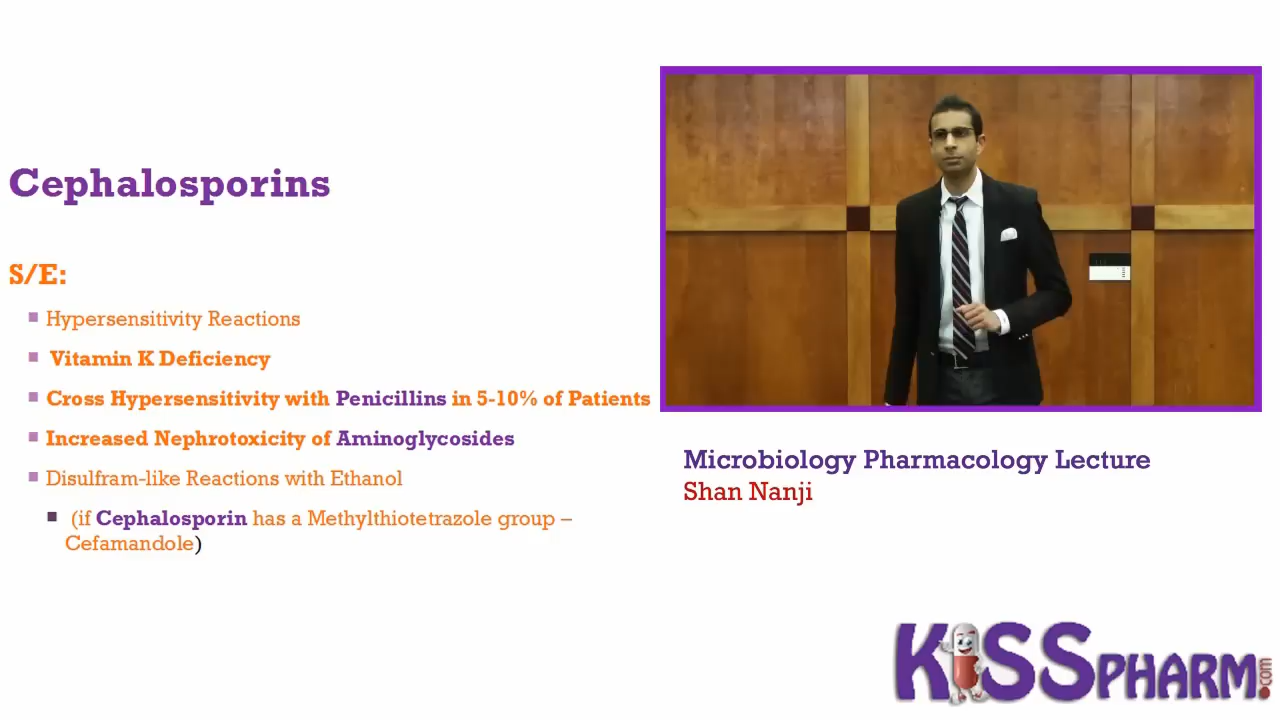 Cephalosporins
S/E:
Hypersensitivity Reactions
Vitamin K Deficiency
Cross Hypersensitivity with Penicillins in 5-10% of Patients
Increased Nephrotoxicity of Aminoglycosides
Disulfram-like Reactions with Ethanol
(if Cephalosporin has a Methylthiotetrazole group –
Cefamandole)
Microbiology Pharmacology Lecture
Shan Nanji
KiSSPHARM.com